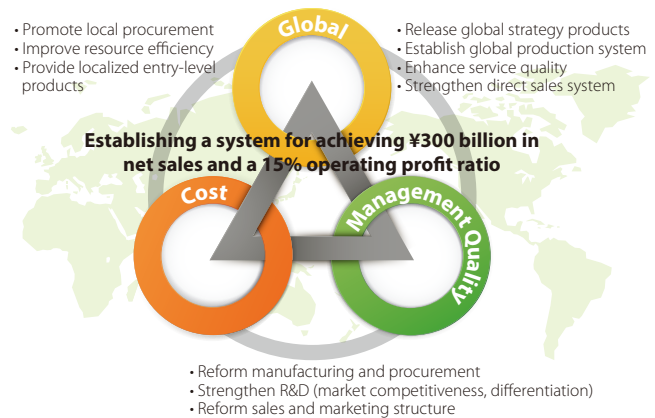 • Promote local procurement
• Improve resource efficiency
• Provide localized entry-level
products
Global
• Release global strategy products
• Establish global production system
• Enhance service quality
• Strengthen direct sales system
Establishing a system for achieving ¥300 billion in
net sales and a 15% operating profit ratio
Cost
Management Quality
• Reform manufacturing and procurement
• Strengthen R&D (market competitiveness, differentiation)
• Reform sales and marketing structure